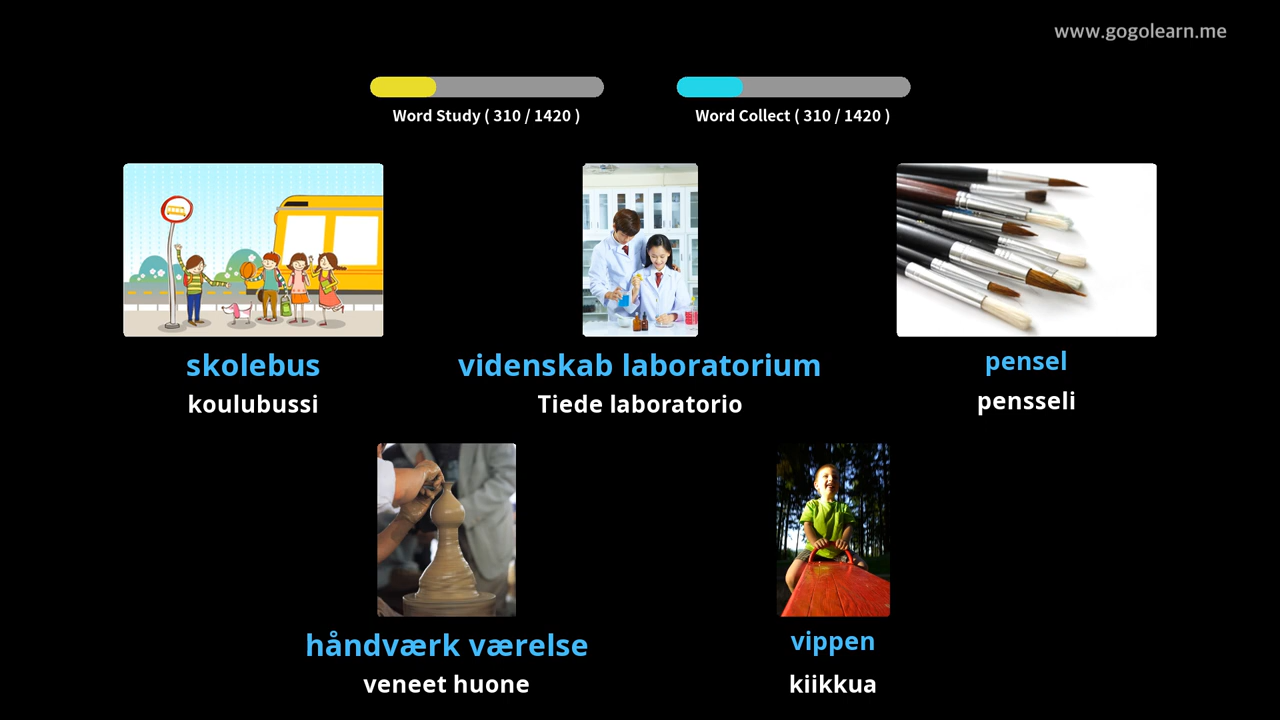 www.gogolearn.me
Word Study ( 310 / 1420 )
Word Collect ( 310 / 1420 )
skolebus
koulubussi
videnskab laboratorium
Tiede laboratorio
pensel
pensseli
håndværk værelse
veneet huone
vippen
kiikkua